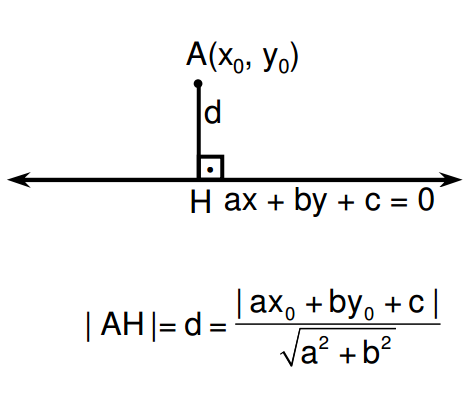 A(x₀, y₀)
d
H ax + by + c = 0
| AH |= d = | ax₀ + by₀ + c | / √a² + b²